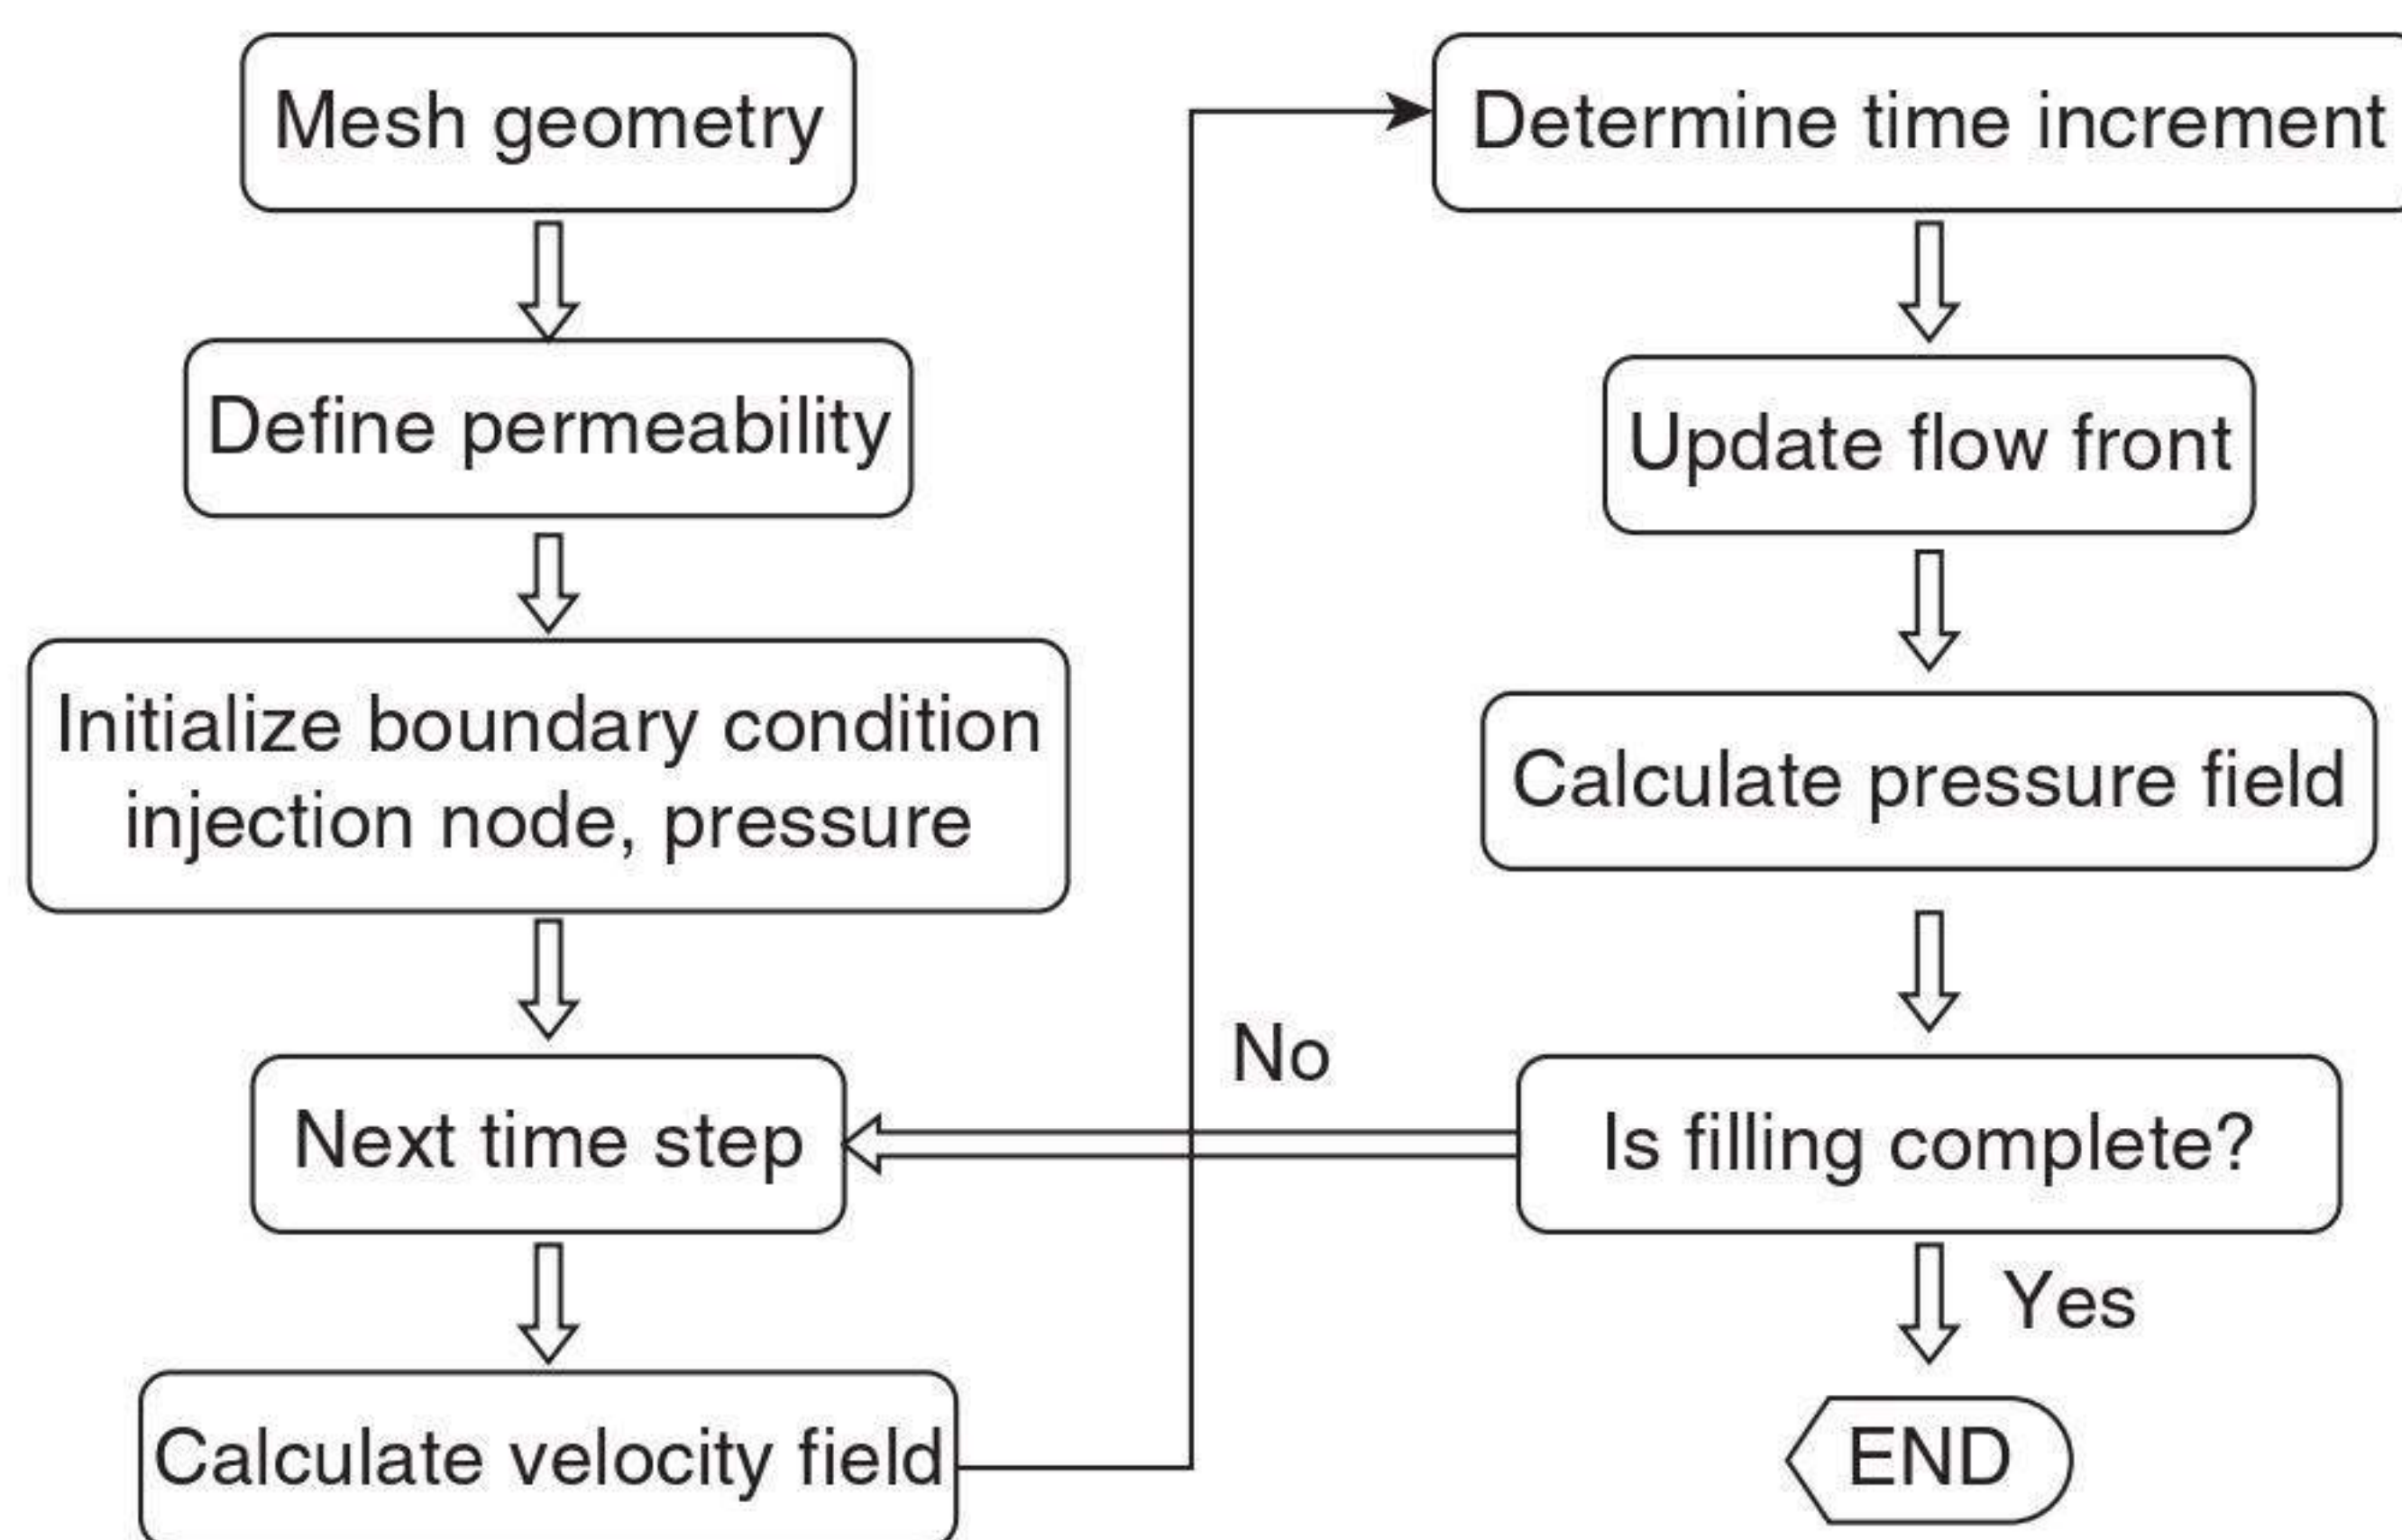 Mesh geometry
Define permeability
Initialize boundary condition
injection node, pressure
Next time step
Calculate velocity field
Determine time increment
Update flow front
Calculate pressure field
No
Is filling complete?
Yes
END